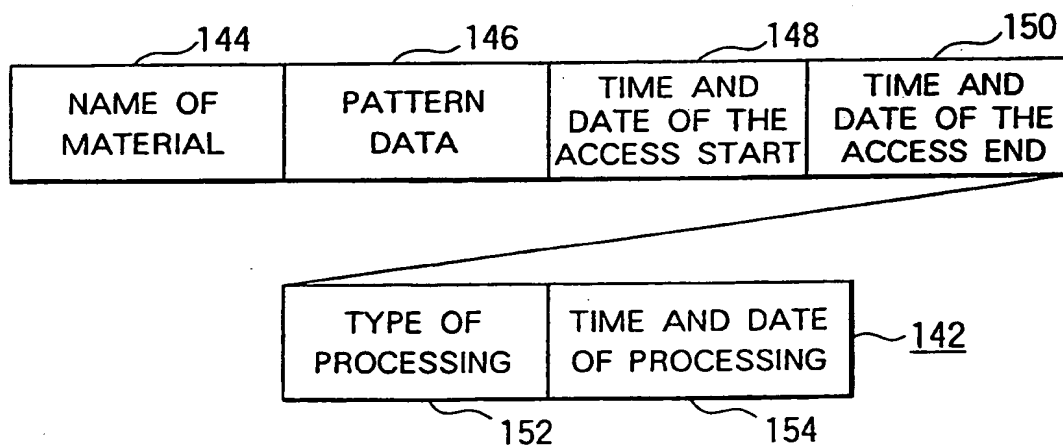 144
146
148
150
NAME OF
MATERIAL
PATTERN
DATA
TIME AND
DATE OF THE
ACCESS START
TIME AND
DATE OF THE
ACCESS END
TYPE OF
PROCESSING
TIME AND DATE
OF PROCESSING
142
152
154